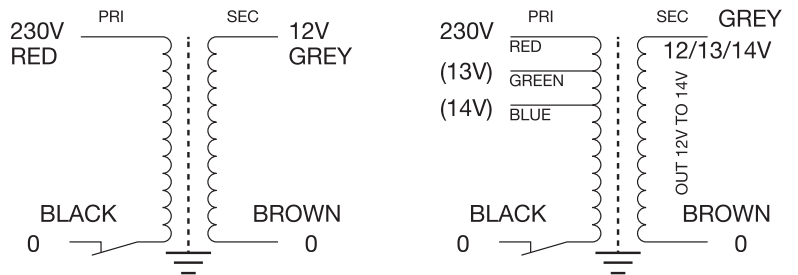 PRI
SEC
230V
RED
12V
GREY
BLACK
0
BROWN
0
PRI
SEC
GREY
230V
RED
12/13/14V
(13V)
GREEN
(14V)
BLUE
OUT 12V TO 14V
BLACK
0
BROWN
0